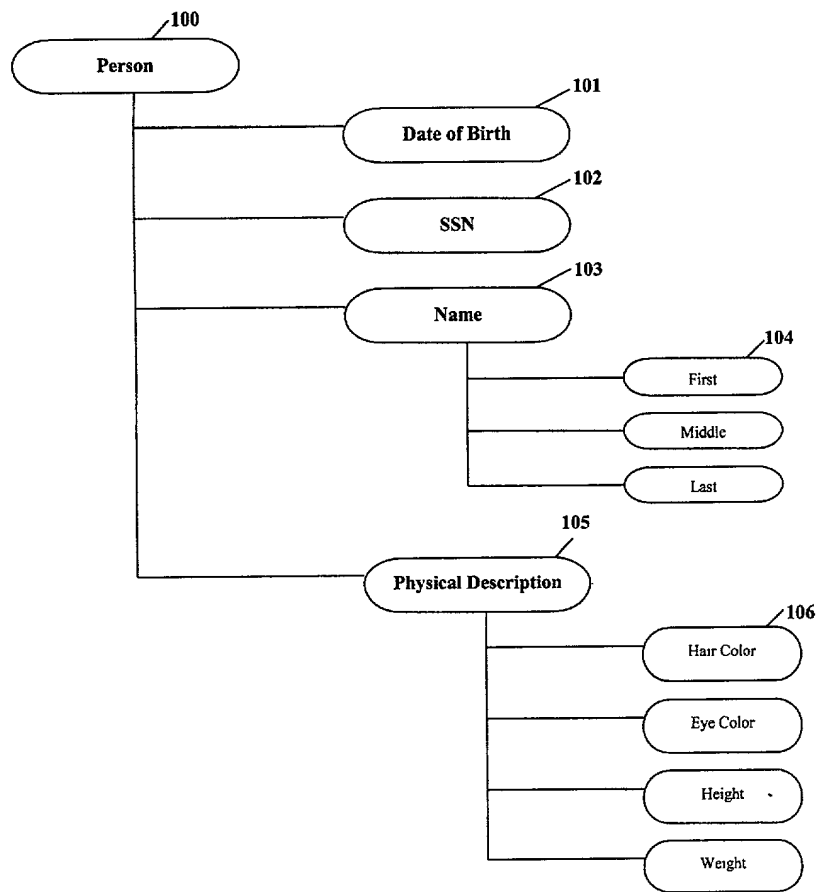 100
Person
101
Date of Birth
102
SSN
103
Name
104
First
Middle
Last
105
Physical Description
106
Hair Color
Eye Color
Height
Weight